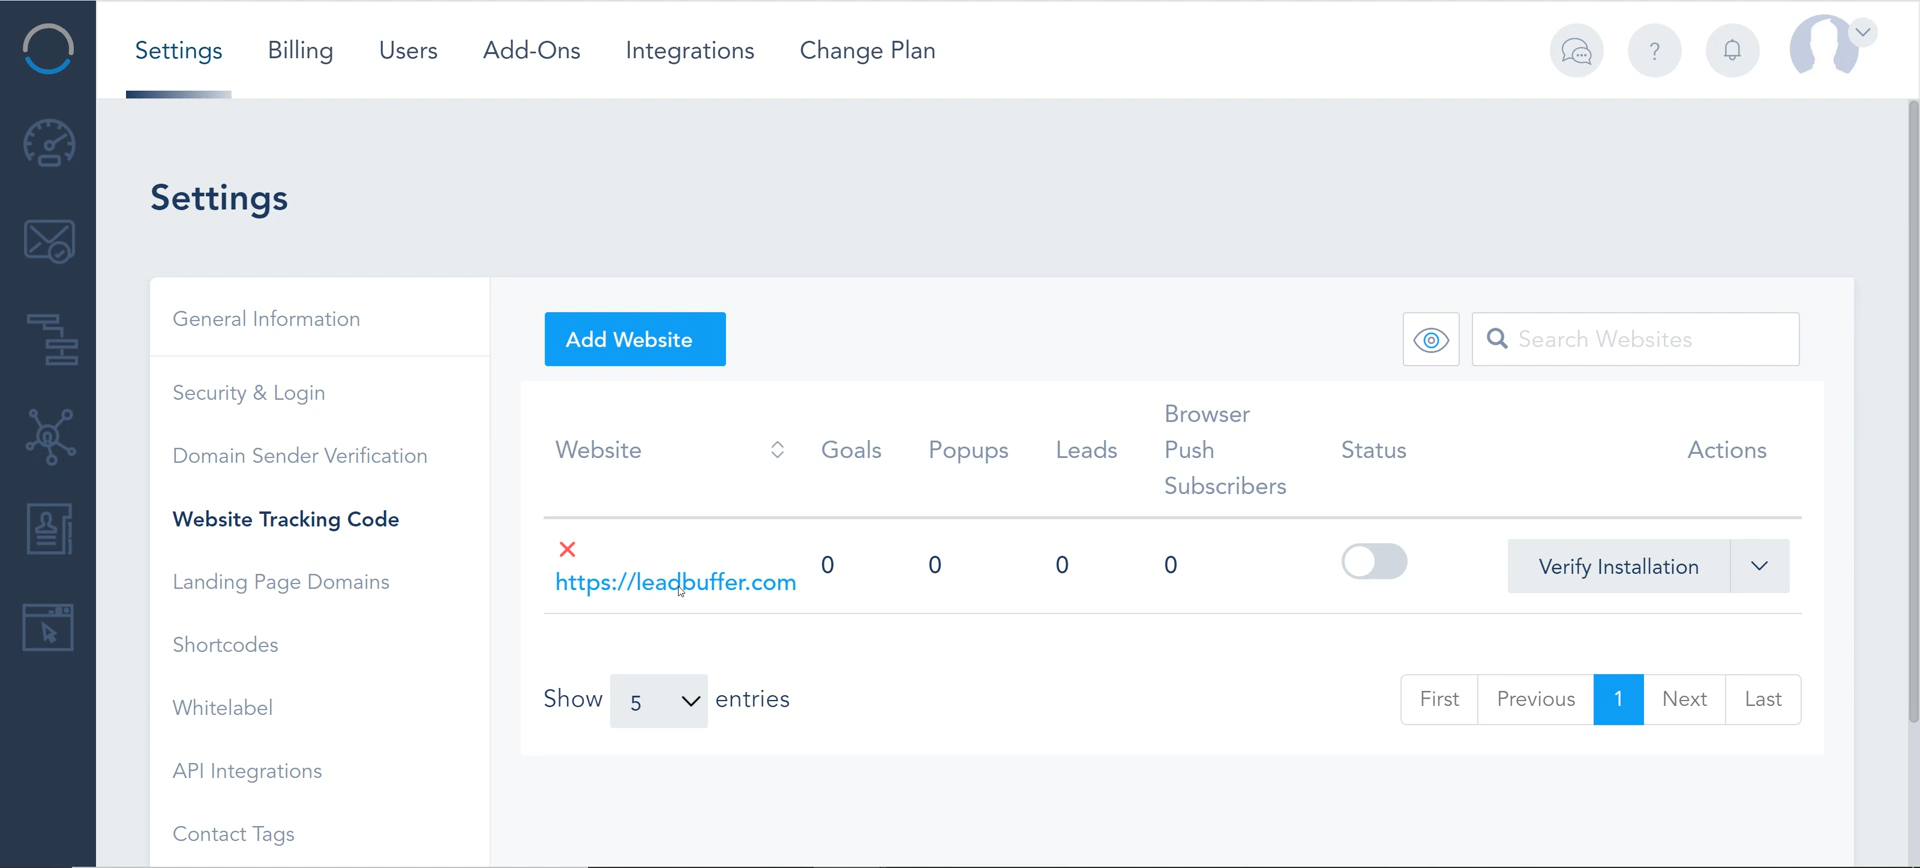 Settings Billing Users Add-Ons Integrations Change Plan ?
Settings
General Information
Security & Login
Domain Sender Verification
Website Tracking Code
Landing Page Domains
Shortcodes
Whitelabel
API Integrations
Contact Tags
Add Website
Search Websites
Website Goals Popups Leads Browser Push Subscribers Status Actions
https://leadbuffer.com 0 0 0 0 Verify Installation
Show 5 entries
First Previous 1 Next Last